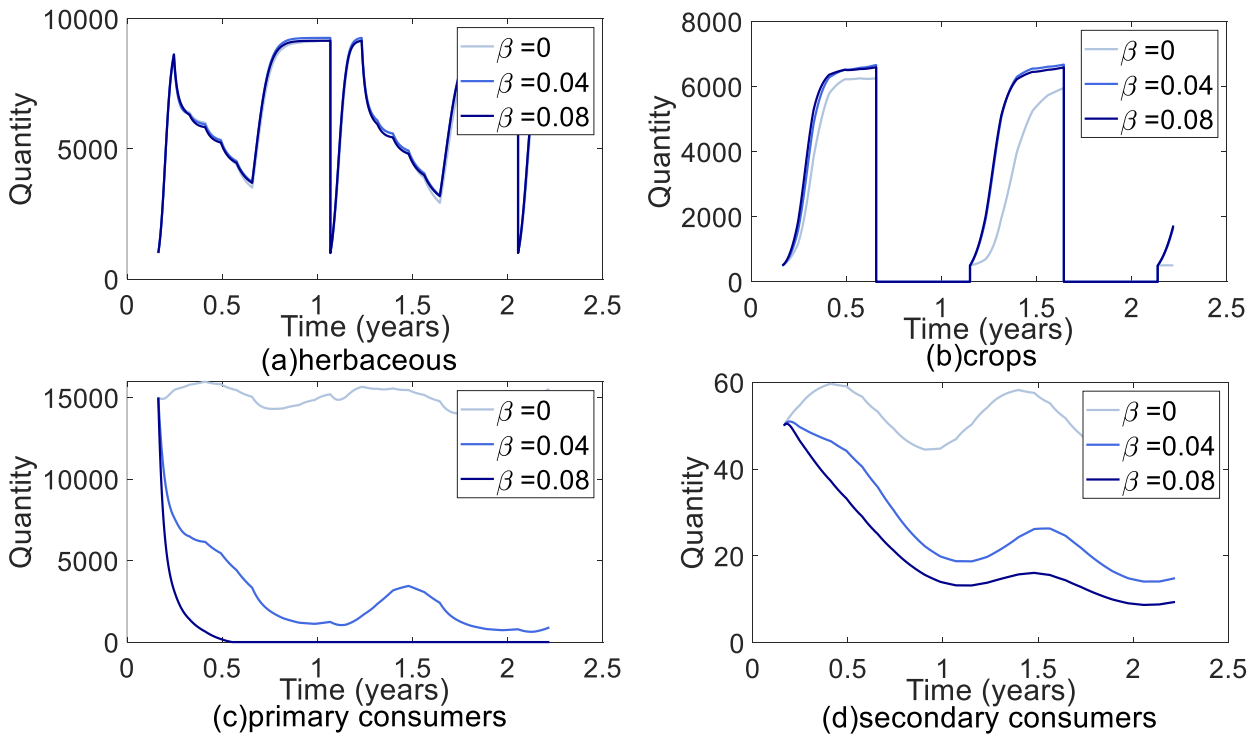 10000
5000
0
Quantity
β =0
β =0.04
β =0.08
0 0.5 1 1.5 2 2.5
Time (years)
(a)herbaceous
8000
6000
4000
2000
0
Quantity
β =0
β =0.04
β =0.08
0 0.5 1 1.5 2 2.5
Time (years)
(b)crops
15000
10000
5000
0
Quantity
β =0
β =0.04
β =0.08
0 0.5 1 1.5 2 2.5
Time (years)
(c)primary consumers
60
40
20
0
Quantity
β =0
β =0.04
β =0.08
0 0.5 1 1.5 2 2.5
Time (years)
(d)secondary consumers